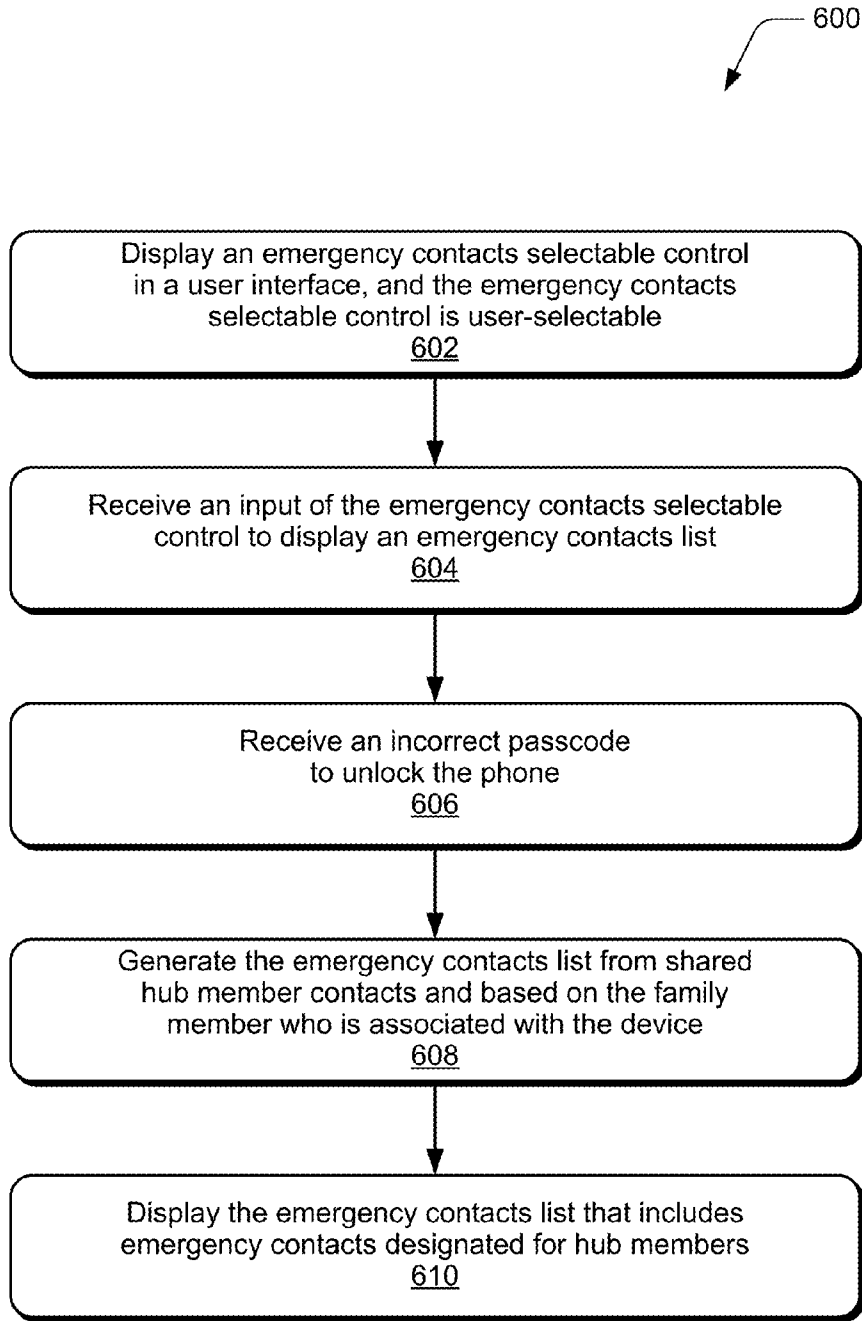 600
Display an emergency contacts selectable control
in a user interface, and the emergency contacts
selectable control is user-selectable
602
Receive an input of the emergency contacts selectable
control to display an emergency contacts list
604
Receive an incorrect passcode
to unlock the phone
606
Generate the emergency contacts list from shared
hub member contacts and based on the family
member who is associated with the device
608
Display the emergency contacts list that includes
emergency contacts designated for hub members
610